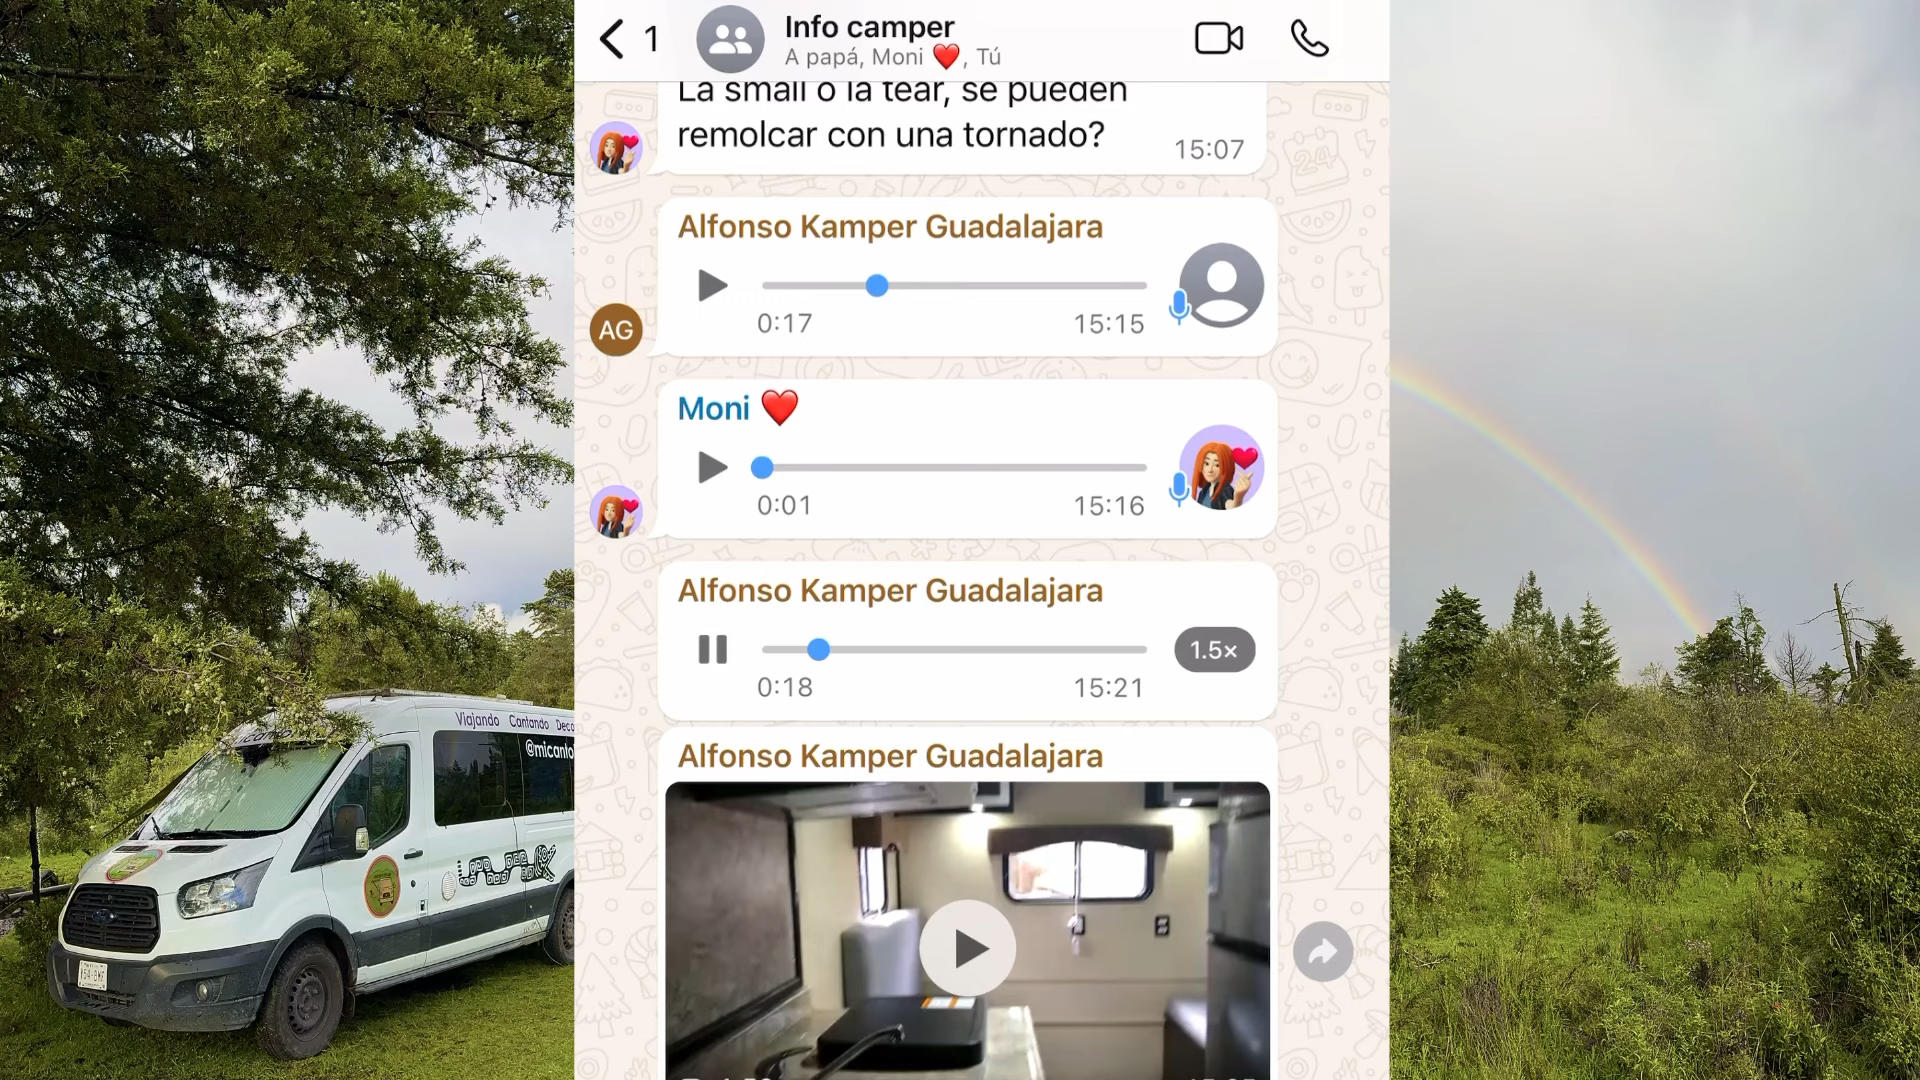 1
Info camper
A papá, Moni ❤️, Tú
La small o la tear, se pueden
remolcar con una tornado?
15:07
Alfonso Kamper Guadalajara
AG
0:17
15:15
Moni ❤️
0:01
15:16
Alfonso Kamper Guadalajara
1.5×
0:18
15:21
Alfonso Kamper Guadalajara
Viajando Cantando
@micanto